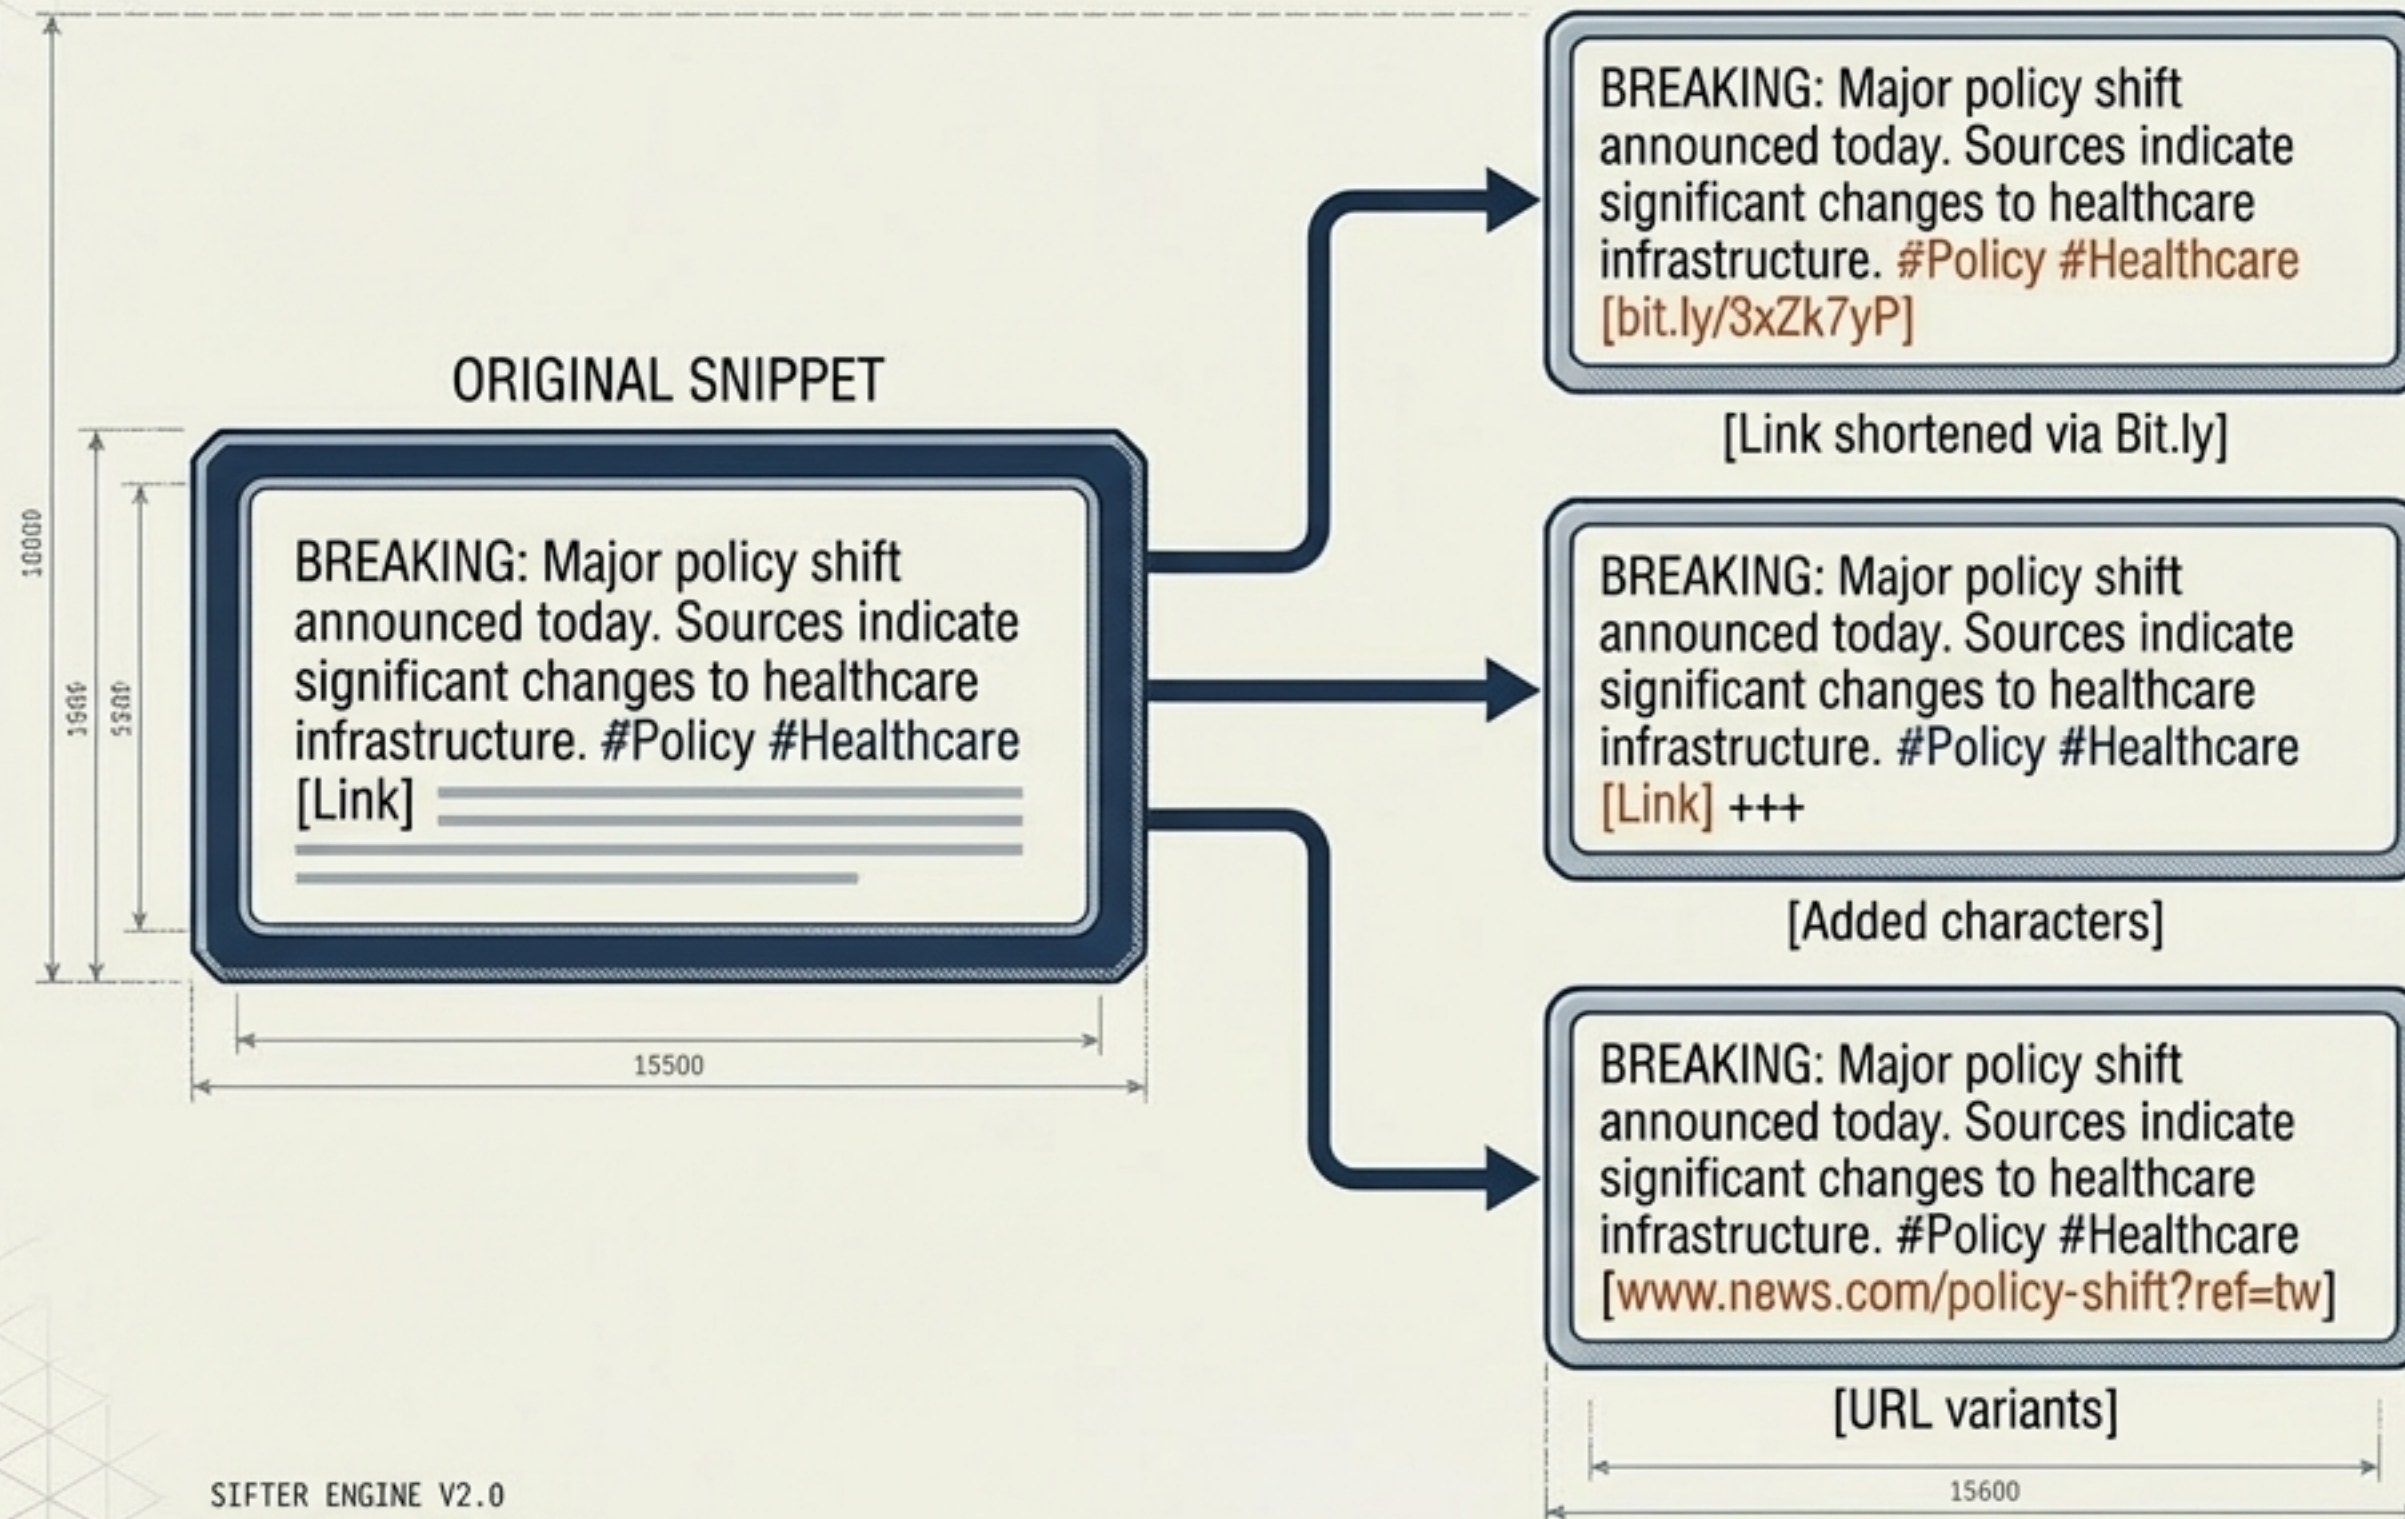 ORIGINAL SNIPPET
BREAKING: Major policy shift
announced today. Sources indicate
significant changes to healthcare
infrastructure. #Policy #Healthcare
[Link]
10000
15500
BREAKING: Major policy shift
announced today. Sources indicate
significant changes to healthcare
infrastructure. #Policy #Healthcare
[bit.ly/3xZk7yP]
[Link shortened via Bit.ly]
BREAKING: Major policy shift
announced today. Sources indicate
significant changes to healthcare
infrastructure. #Policy #Healthcare
[Link] +++
[Added characters]
BREAKING: Major policy shift
announced today. Sources indicate
significant changes to healthcare
infrastructure. #Policy #Healthcare
[www.news.com/policy-shift?ref=tw]
[URL variants]
15600
SIFTER ENGINE V2.0